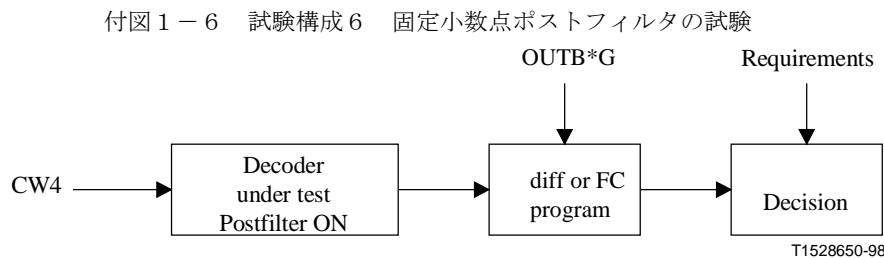 付図1-6 試験構成6 固定小数点ポストフィルタの試験
OUTB*G
Requirements
CW4
Decoder
under test
Postfilter ON
diff or FC
program
Decision
T1528650-98